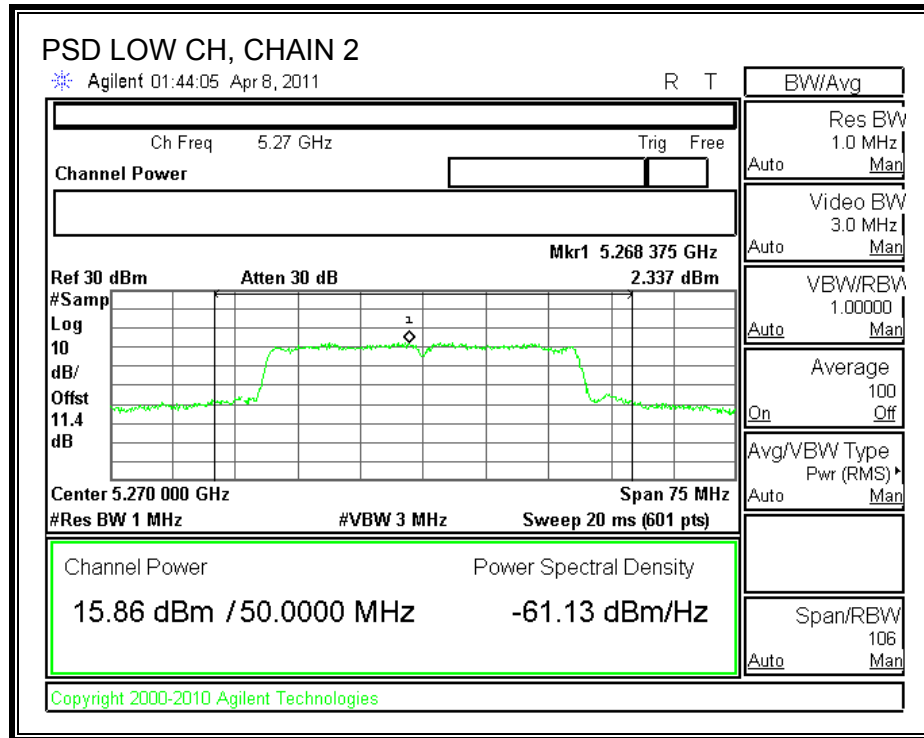 PSD LOW CH, CHAIN 2
Agilent 01:44:05 Apr 8, 2011 R T
Ch Freq 5.27 GHz Trig Free
Channel Power
Mkr1 5.268 375 GHz
Ref 30 dBm Atten 30 dB 2.337 dBm
#Samp
Log
10
dB/
Offst
11.4
dB
1
Center 5.270 000 GHz Span 75 MHz
#Res BW 1 MHz #VBW 3 MHz Sweep 20 ms (601 pts)
Channel Power Power Spectral Density
15.86 dBm / 50.0000 MHz -61.13 dBm/Hz
Copyright 2000-2010 Agilent Technologies
BW/Avg
Res BW
1.0 MHz
Auto Man
Video BW
3.0 MHz
Auto Man
VBW/RBW
1.00000
Auto Man
Average
100
On Off
Avg/VBW Type
Pwr (RMS)
Auto Man
Span/RBW
106
Auto Man